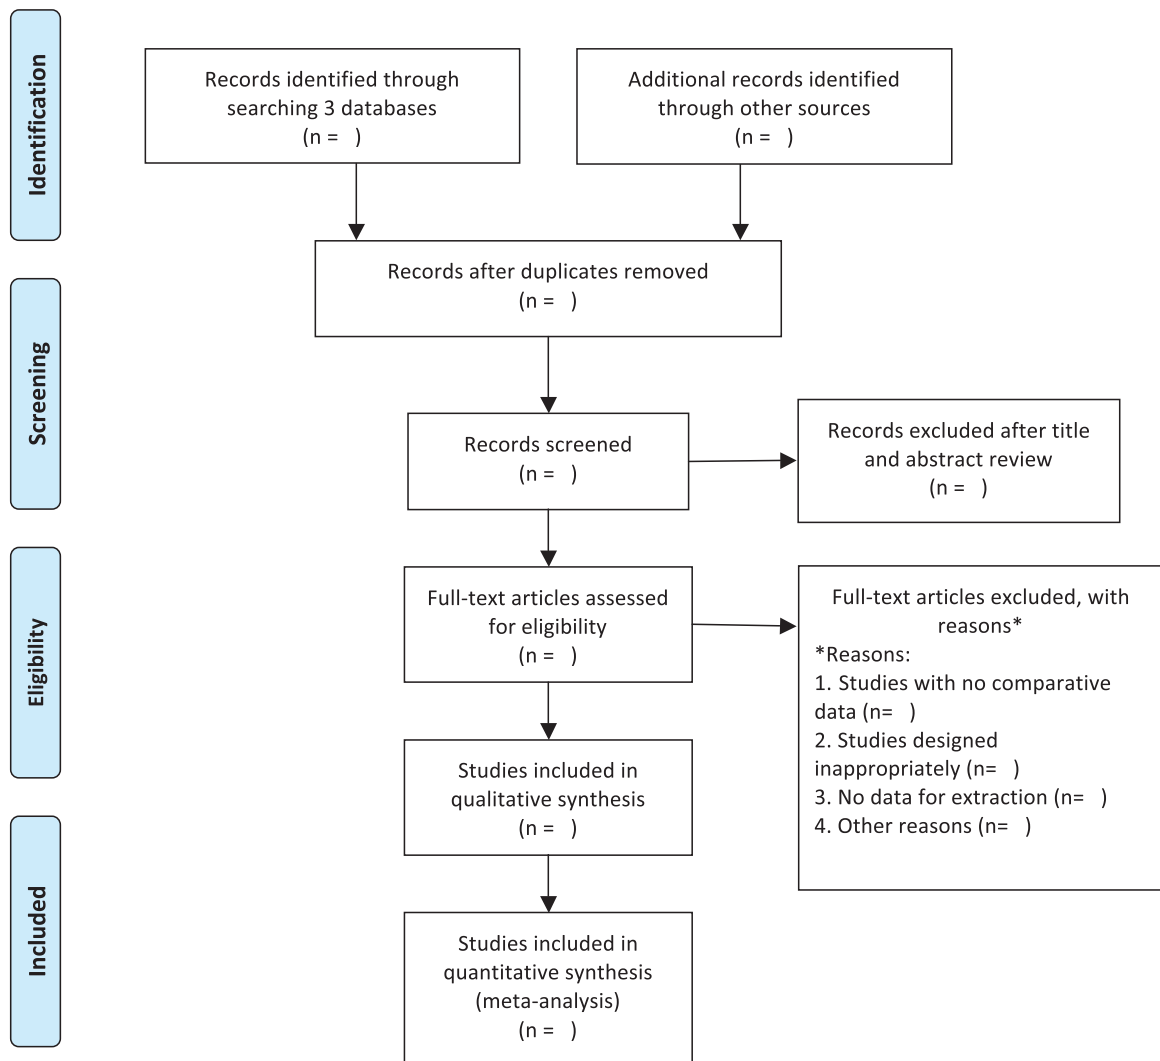 Identification
Records identified through
searching 3 databases
(n =   )
Additional records identified
through other sources
(n =   )
Records after duplicates removed
(n =   )
Screening
Records screened
(n =   )
Records excluded after title
and abstract review
(n =   )
Eligibility
Full-text articles assessed
for eligibility
(n =   )
Full-text articles excluded, with
reasons*
*Reasons:
1. Studies with no comparative
data (n=   )
2. Studies designed
inappropriately (n=   )
3. No data for extraction (n=   )
4. Other reasons (n=   )
Studies included in
qualitative synthesis
(n =   )
Included
Studies included in
quantitative synthesis
(meta-analysis)
(n =   )